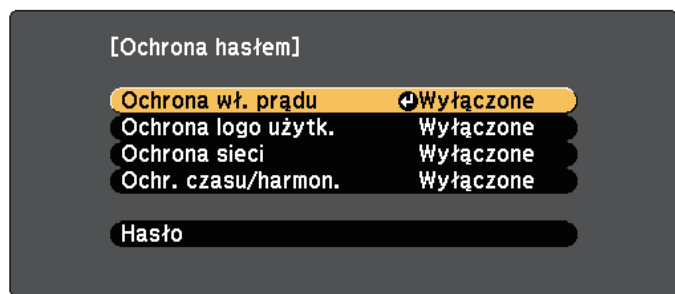 [Ochrona hasłem]
Ochrona wł. prądu Wyłączone
Ochrona logo użytk. Wyłączone
Ochrona sieci Wyłączone
Ochr. czasu/harmon. Wyłączone
Hasło